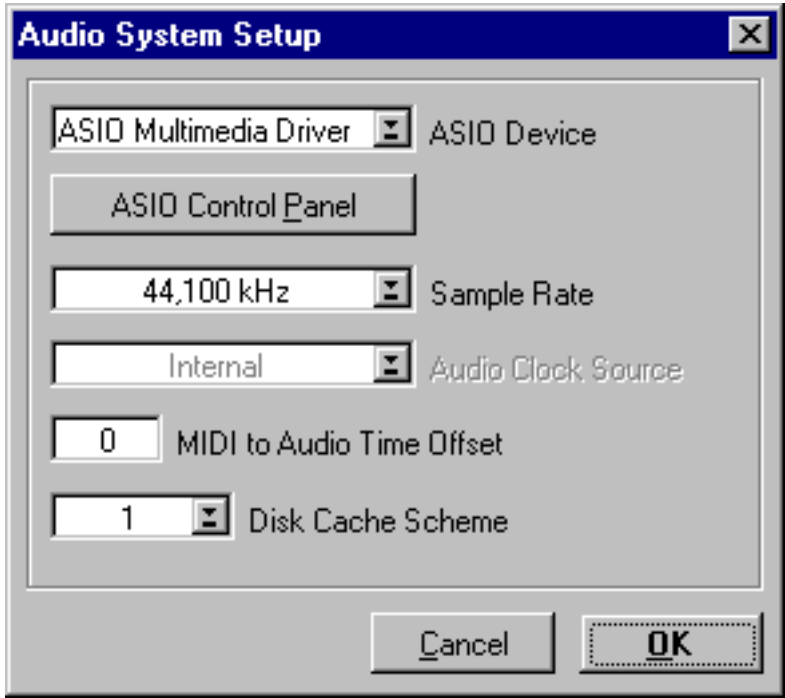 Audio System Setup
ASIO Multimedia Driver ASIO Device
ASIO Control Panel
44,100 kHz Sample Rate
Internal Audio Clock Source
0 MIDI to Audio Time Offset
1 Disk Cache Scheme
Cancel OK